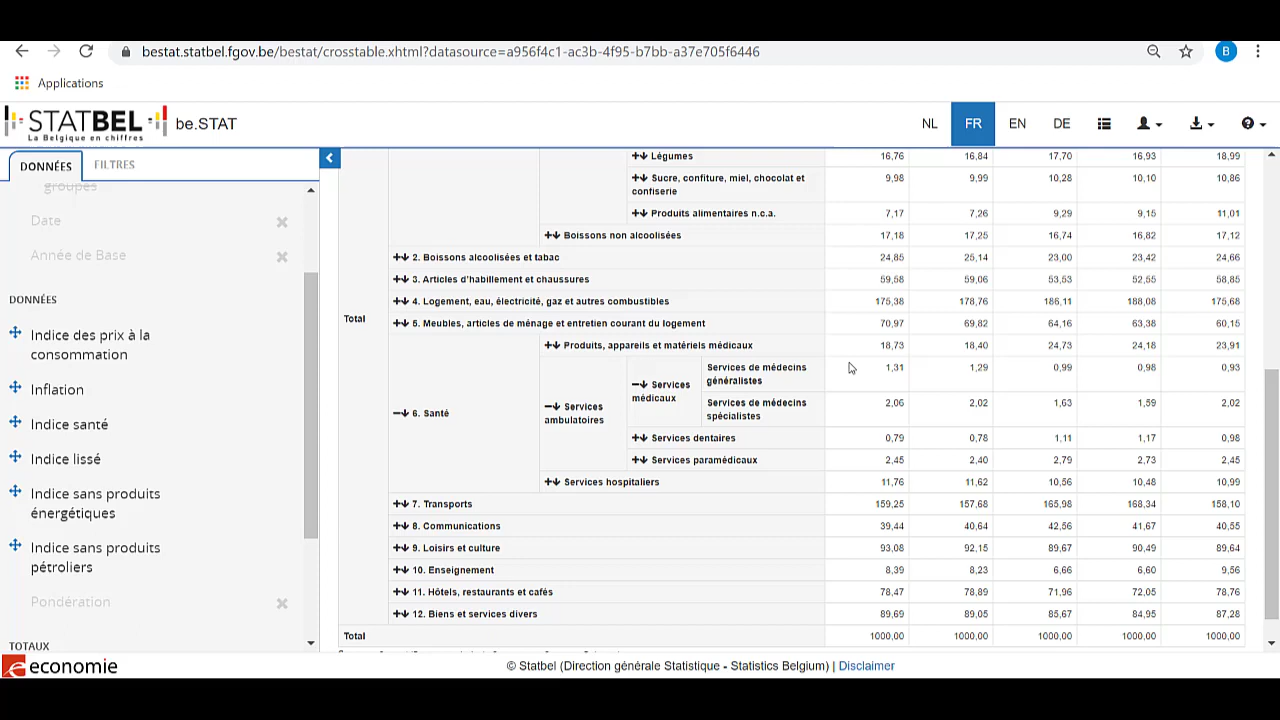 bestat.statbel.fgov.be/bestat/crosstable.xhtml?datasource=a956f4c1-ac3b-4f95-b7bb-a37e705f6446
B
Applications
STATBEL
La Belgique en chiffres
be.STAT
NL FR EN DE
DONNÉES FILTRES
groupés
Date
Année de Base
DONNÉES
Indice des prix à la
consommation
Inflation
Indice santé
Indice lissé
Indice sans produits
énergétiques
Indice sans produits
pétroliers
Pondération
TOTAUX
Légumes 16,76 16,84 17,70 16,93 18,99
Sucre, confiture, miel, chocolat et
confiserie 9,98 9,99 10,28 10,10 10,86
Produits alimentaires n.c.a. 7,17 7,26 9,29 9,15 11,01
Boissons non alcoolisées 17,18 17,25 16,74 16,82 17,12
2. Boissons alcoolisées et tabac 24,85 25,14 23,00 23,42 24,66
3. Articles d'habillement et chaussures 59,58 59,06 53,53 52,55 58,85
4. Logement, eau, électricité, gaz et autres combustibles 175,38 178,76 186,11 188,08 175,68
Total
5. Meubles, articles de ménage et entretien courant du logement 70,97 69,82 64,16 63,38 60,15
Produits, appareils et matériels médicaux 18,73 18,40 24,73 24,18 23,91
6. Santé
Services
ambulatoires
Services
médicaux
Services de médecins
généralistes 1,31 1,29 0,99 0,98 0,93
Services de médecins
spécialistes 2,06 2,02 1,63 1,59 2,02
Services dentaires 0,79 0,78 1,11 1,17 0,98
Services paramédicaux 2,45 2,40 2,79 2,73 2,45
Services hospitaliers 11,76 11,62 10,56 10,48 10,99
7. Transports 159,25 157,68 165,98 168,34 158,10
8. Communications 39,44 40,64 42,56 41,67 40,55
9. Loisirs et culture 93,08 92,15 89,67 90,49 89,64
10. Enseignement 8,39 8,23 6,66 6,60 9,56
11. Hôtels, restaurants et cafés 78,47 78,89 71,96 72,05 78,76
12. Biens et services divers 89,69 89,05 85,67 84,95 87,28
Total 1000,00 1000,00 1000,00 1000,00 1000,00
economie
© Statbel (Direction générale Statistique - Statistics Belgium) | Disclaimer